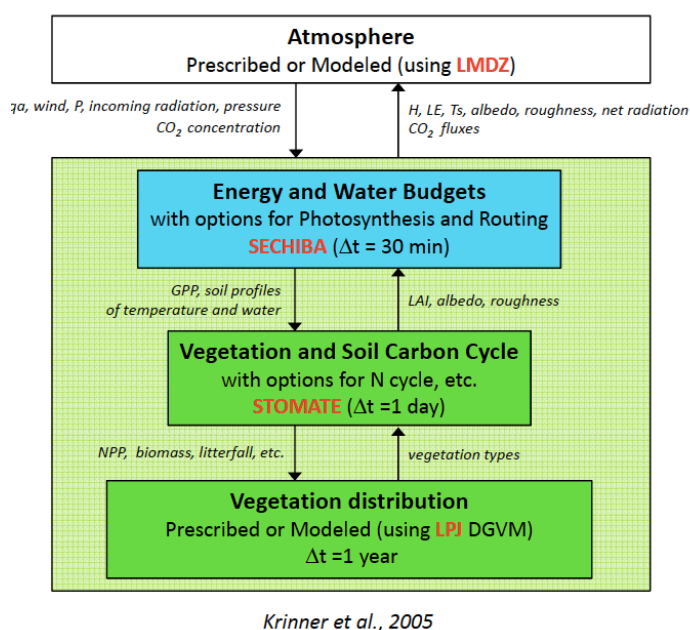 Atmosphere
Prescribed or Modeled (using LMDZ)
qa, wind, P, incoming radiation, pressure
CO₂ concentration
H, LE, Ts, albedo, roughness, net radiation
CO₂ fluxes
Energy and Water Budgets
with options for Photosynthesis and Routing
SECHIBA (Δt = 30 min)
GPP, soil profiles
of temperature and water
LAI, albedo, roughness
Vegetation and Soil Carbon Cycle
with options for N cycle, etc.
STOMATE (Δt =1 day)
NPP, biomass, litterfall, etc.
vegetation types
Vegetation distribution
Prescribed or Modeled (using LPJ DGVM)
Δt =1 year
Krinner et al., 2005